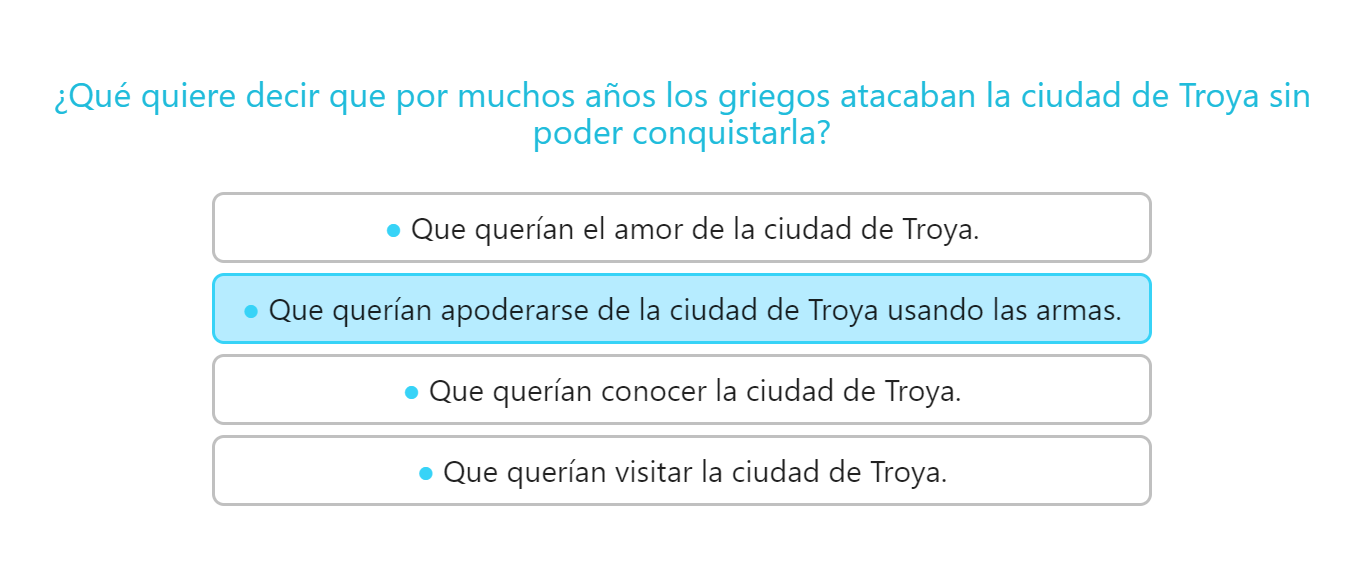 ¿Qué quiere decir que por muchos años los griegos atacaban la ciudad de Troya sin
poder conquistarla?
● Que querían el amor de la ciudad de Troya.
● Que querían apoderarse de la ciudad de Troya usando las armas.
● Que querían conocer la ciudad de Troya.
● Que querían visitar la ciudad de Troya.